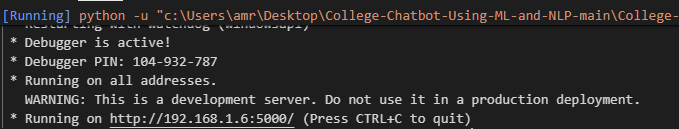 [Running] python -u "c:\Users\amr\Desktop\College-Chatbot-Using-ML-and-NLP-main\College-
* Restarting with watchdog (windowsapi)
* Debugger is active!
* Debugger PIN: 104-932-787
* Running on all addresses.
WARNING: This is a development server. Do not use it in a production deployment.
* Running on http://192.168.1.6:5000/ (Press CTRL+C to quit)